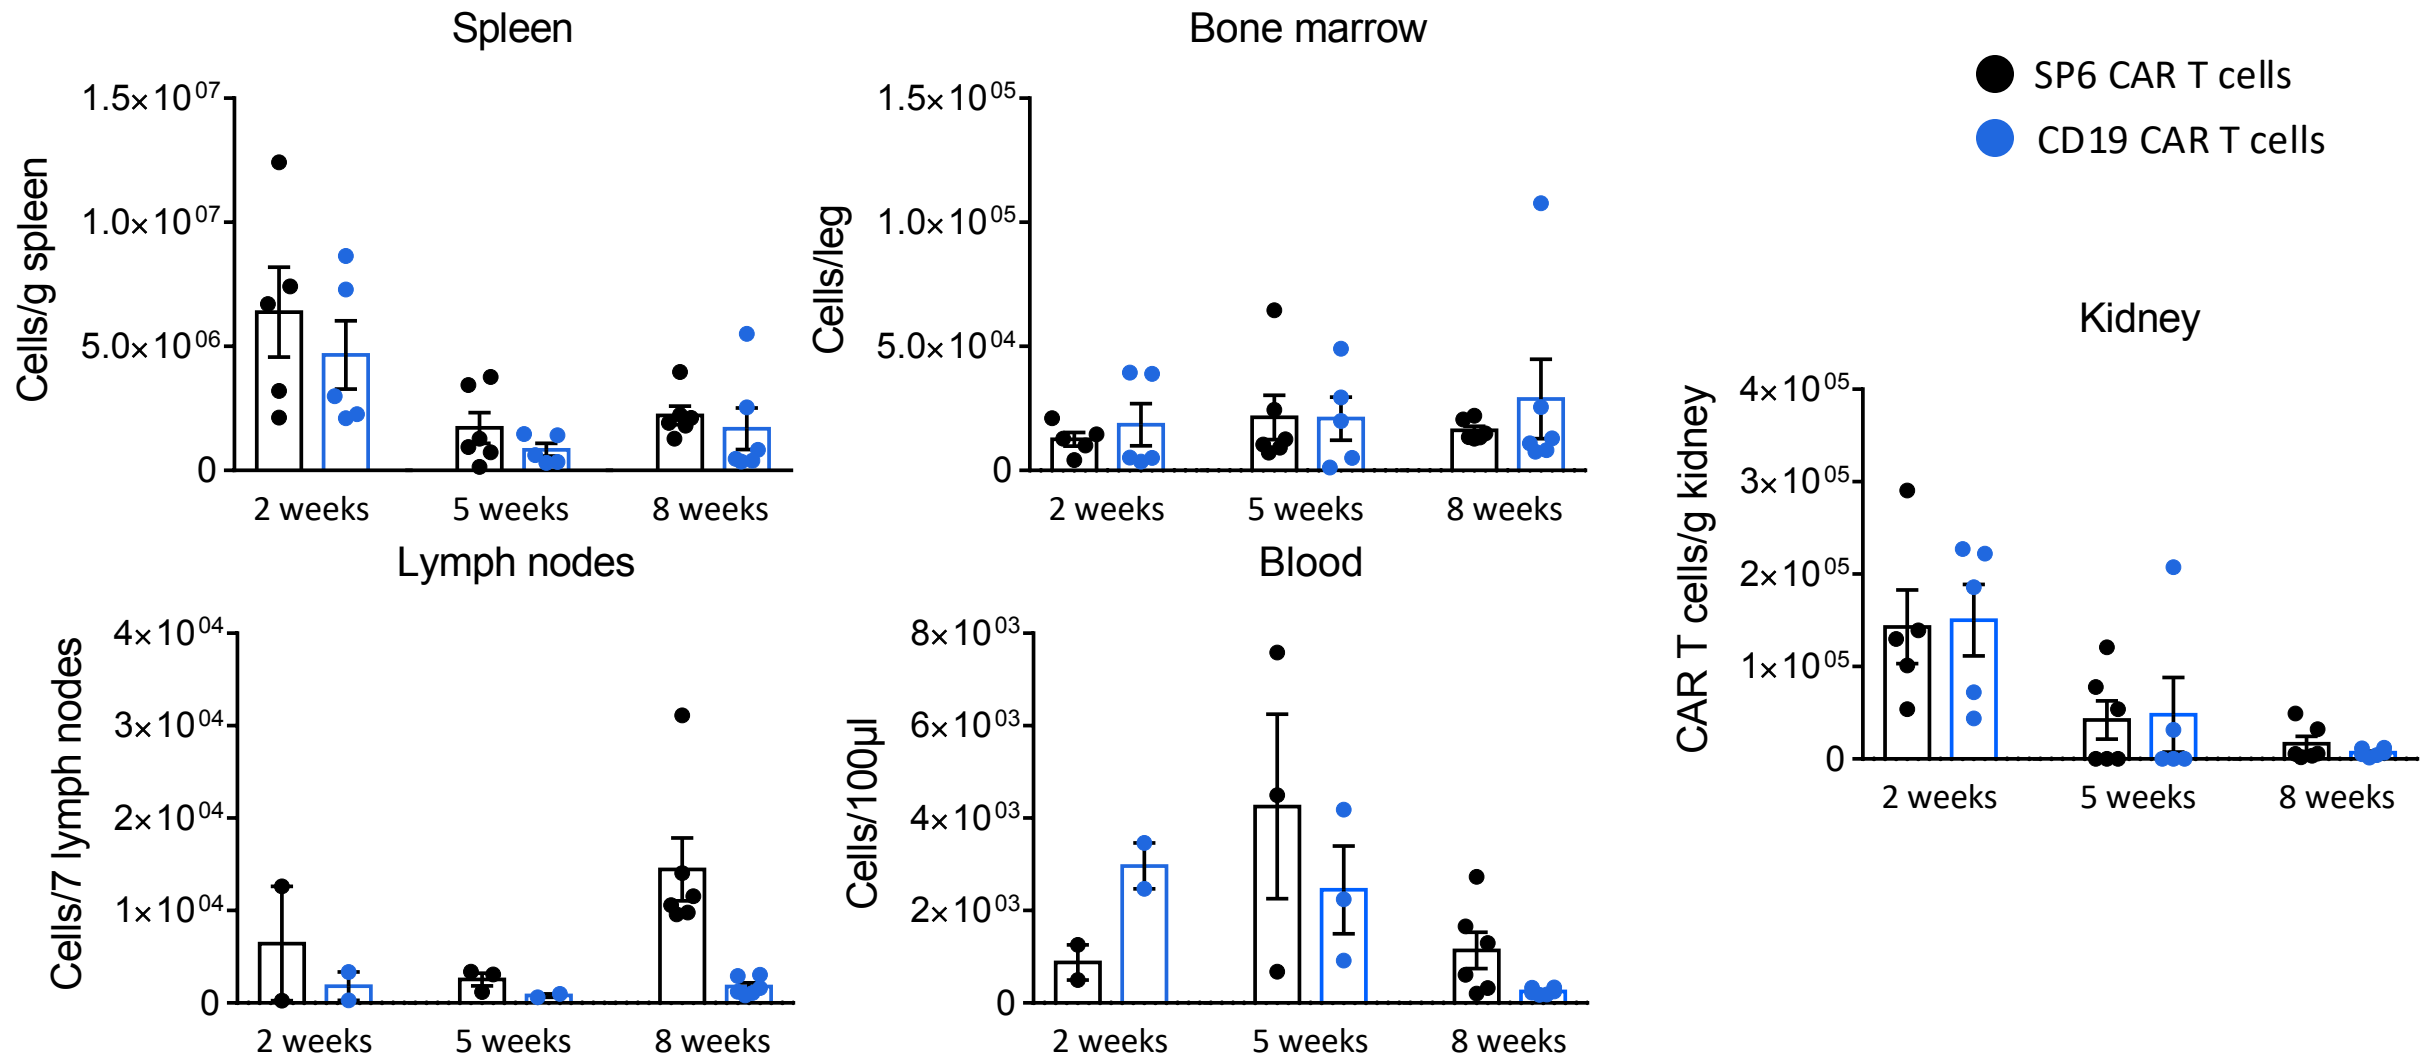 Spleen
Cells/g spleen
1.5×10^07
1.0×10^07
5.0×10^06
0
2 weeks
5 weeks
8 weeks
Bone marrow
Cells/leg
1.5×10^05
1.0×10^05
5.0×10^04
0
2 weeks
5 weeks
8 weeks
SP6 CAR T cells
CD19 CAR T cells
Lymph nodes
Cells/7 lymph nodes
4×10^04
3×10^04
2×10^04
1×10^04
0
2 weeks
5 weeks
8 weeks
Blood
Cells/100µl
8×10^03
6×10^03
4×10^03
2×10^03
0
2 weeks
5 weeks
8 weeks
Kidney
CAR T cells/g kidney
4×10^05
3×10^05
2×10^05
1×10^05
0
2 weeks
5 weeks
8 weeks